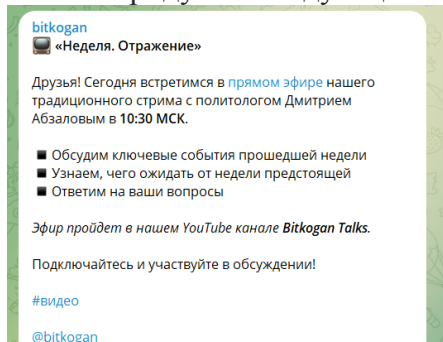 bitkogan
📺 «Неделя. Отражение»
Друзья! Сегодня встретимся в прямом эфире нашего
традиционного стрима с политологом Дмитрием
Абзаловым в 10:30 МСК.
◾ Обсудим ключевые события прошедшей недели
◾ Узнаем, чего ожидать от недели предстоящей
◾ Ответим на ваши вопросы
Эфир пройдет в нашем YouTube канале Bitkogan Talks.
Подключайтесь и участвуйте в обсуждении!
#видео
@bitkogan